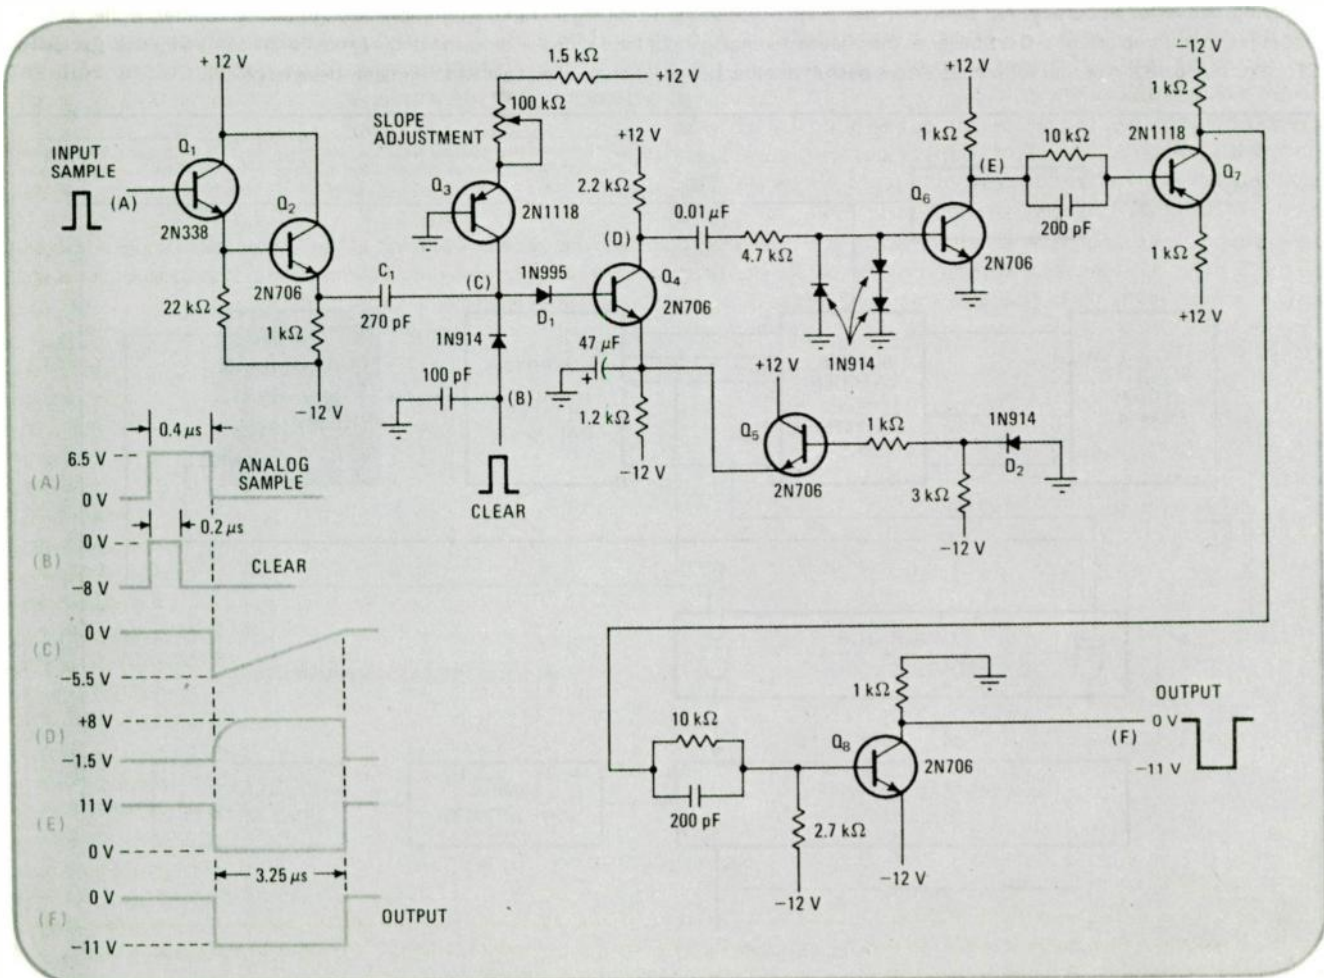 +12 V
INPUT
SAMPLE
(A)
Q1
2N338
Q2
2N706
22 kΩ
1 kΩ
−12 V
C1
270 pF
1.5 kΩ
+12 V
100 kΩ
SLOPE
ADJUSTMENT
Q3
2N1118
(C)
1N995
D1
1N914
100 pF
(B)
CLEAR
+12 V
2.2 kΩ
(D)
Q4
2N706
47 μF
+
1.2 kΩ
−12 V
0.01 μF
4.7 kΩ
1N914
+12 V
Q5
2N706
1 kΩ
1N914
D2
3 kΩ
−12 V
+12 V
1 kΩ
(E)
Q6
2N706
10 kΩ
200 pF
−12 V
1 kΩ
2N1118
Q7
1 kΩ
+12 V
10 kΩ
200 pF
2.7 kΩ
−12 V
Q8
2N706
1 kΩ
−12 V
OUTPUT
(F)
0 V
−11 V
0.4 μs
(A)
6.5 V
0 V
ANALOG
SAMPLE
0.2 μs
(B)
0 V
−8 V
CLEAR
(C)
0 V
−5.5 V
(D)
+8 V
−1.5 V
(E)
11 V
0 V
3.25 μs
(F)
0 V
−11 V
OUTPUT